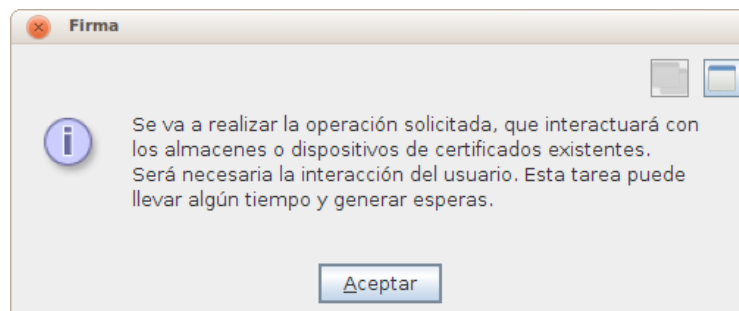 Firma
Se va a realizar la operación solicitada, que interactuará con
los almacenes o dispositivos de certificados existentes.
Será necesaria la interacción del usuario. Esta tarea puede
llevar algún tiempo y generar esperas.
Aceptar